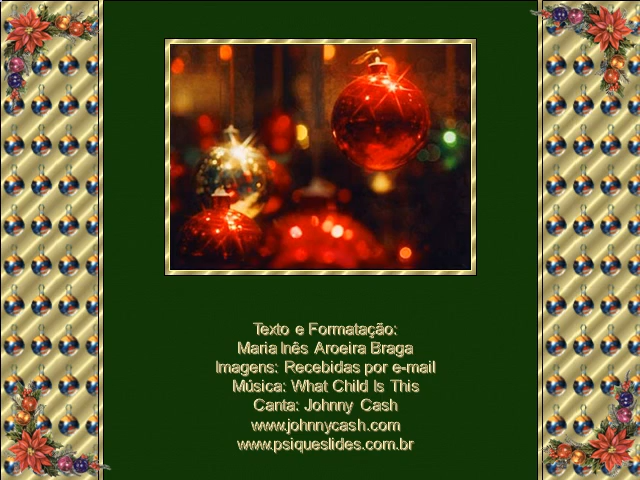 Texto e Formatação:
Maria Inês Aroeira Braga
Imagens: Recebidas por e-mail
Música: What Child Is This
Canta: Johnny Cash
www.johnnycash.com
www.psiqueslides.com.br